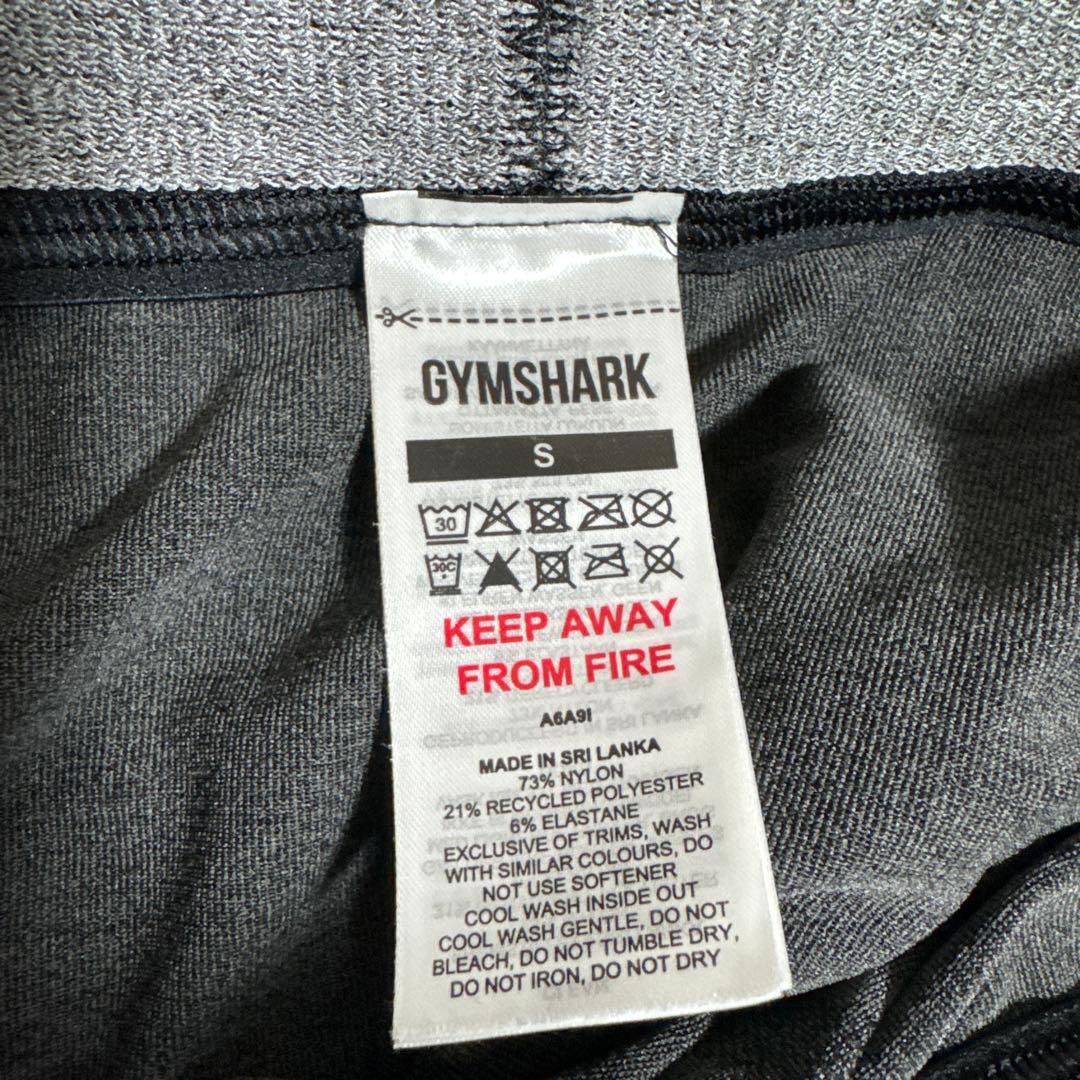 GYMSHARK
S
30
30C
KEEP AWAY
FROM FIRE
A6A9I
MADE IN SRI LANKA
73% NYLON
21% RECYCLED POLYESTER
6% ELASTANE
EXCLUSIVE OF TRIMS, WASH
WITH SIMILAR COLOURS, DO
NOT USE SOFTENER
COOL WASH INSIDE OUT
COOL WASH GENTLE, DO NOT
BLEACH, DO NOT TUMBLE DRY,
DO NOT IRON, DO NOT DRY